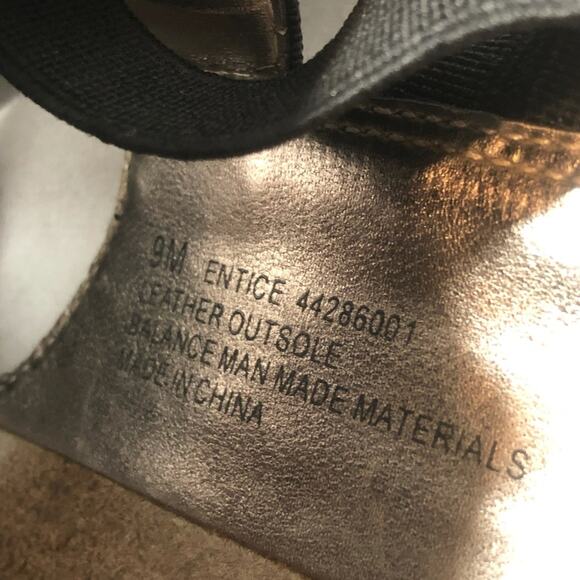 9M ENTICE 44286001
LEATHER OUTSOLE
BALANCE MAN MADE MATERIALS
MADE IN CHINA